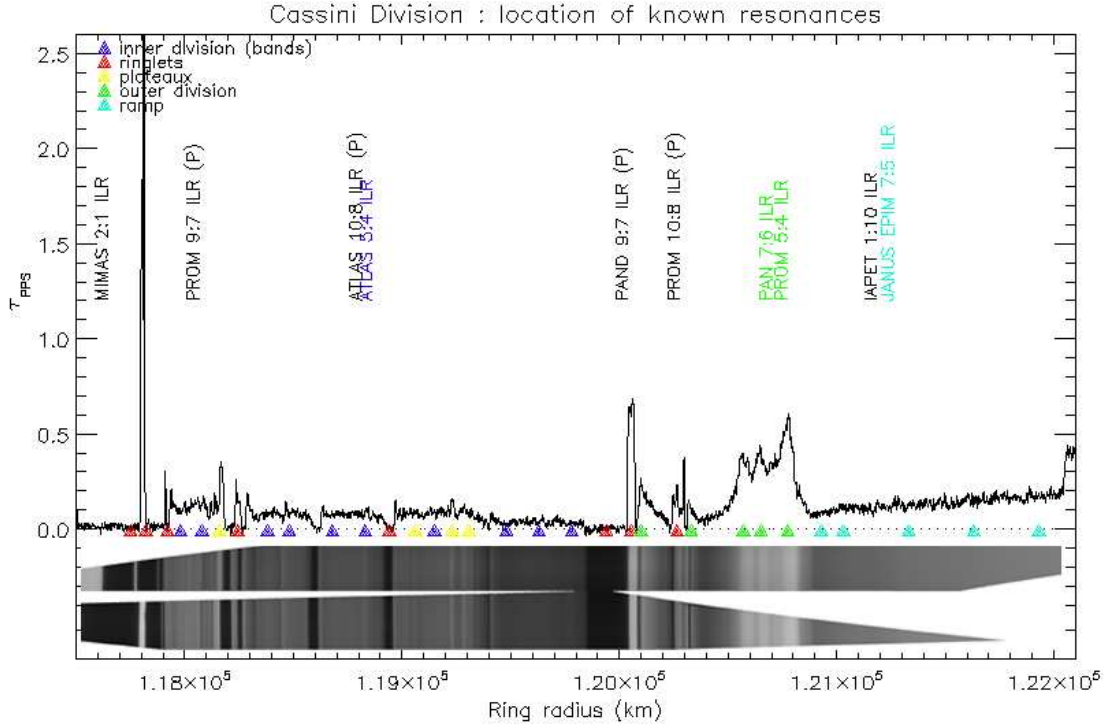 Cassini Division : location of known resonances
inner division (bands)
ringlets
plateaux
outer division
ramp
2.5
2.0
1.5
1.0
0.5
0.0
τPPS
MIMAS 2:1 ILR
PROM 9:7 ILR (P)
ATLAS 10:8 ILR (P)
ATLAS 5:4 ILR
PAND 9:7 ILR (P)
PROM 10:8 ILR (P)
PAN 7:6 ILR
PROM 5:4 ILR
IAPET 1:10 ILR
JANUS EPIM 7:5 ILR
1.18×10⁵
1.19×10⁵
1.20×10⁵
1.21×10⁵
1.22×10⁵
Ring radius (km)